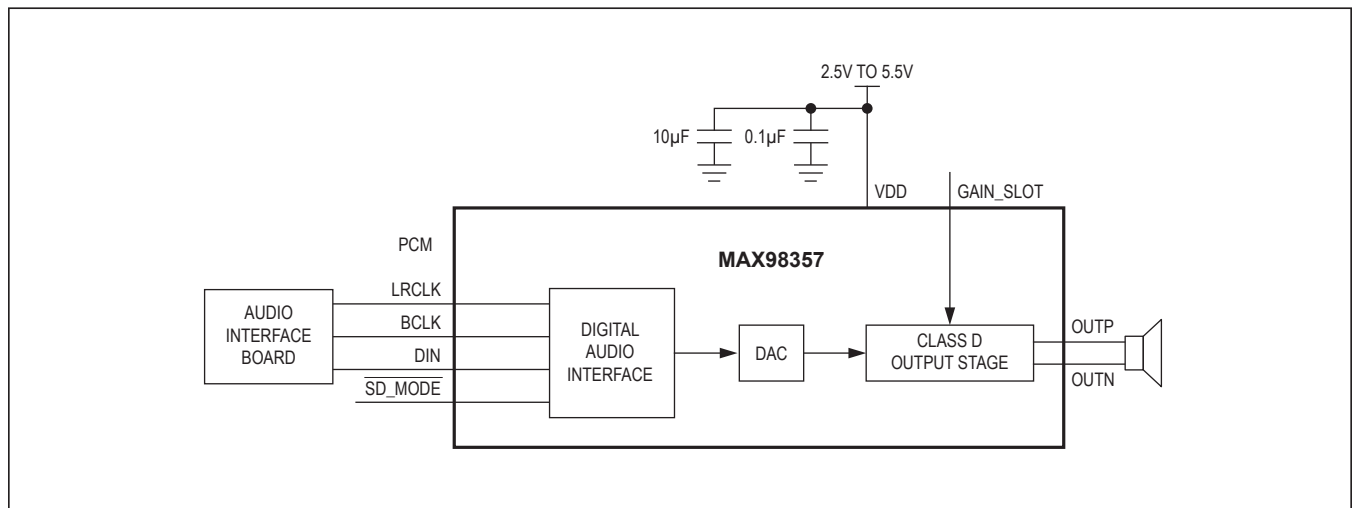 2.5V TO 5.5V
10µF
0.1µF
VDD
GAIN_SLOT
PCM
MAX98357
LRCLK
BCLK
DIN
SD_MODE
AUDIO
INTERFACE
BOARD
DIGITAL
AUDIO
INTERFACE
DAC
CLASS D
OUTPUT STAGE
OUTP
OUTN